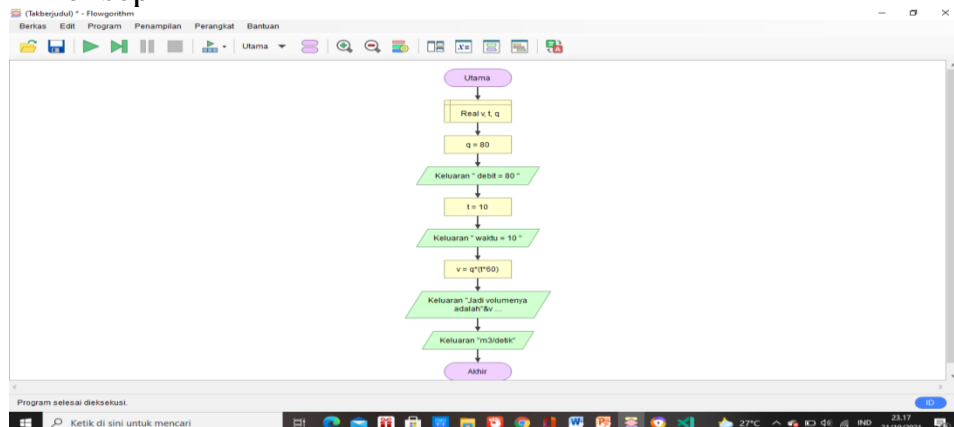 (Takberjudul) * - Flowgorithm
Berkas Edit Program Penampilan Perangkat Bantuan
Utama
Utama
Real v, t, q
q = 80
Keluaran " debit = 80 "
t = 10
Keluaran " waktu = 10 "
v = q*(t*60)
Keluaran "Jadi volumenya
adalah"&v ...
Keluaran "m3/detik"
Akhir
Program selesai dieksekusi.
ID
Ketik di sini untuk mencari
27°C
IND
23.17